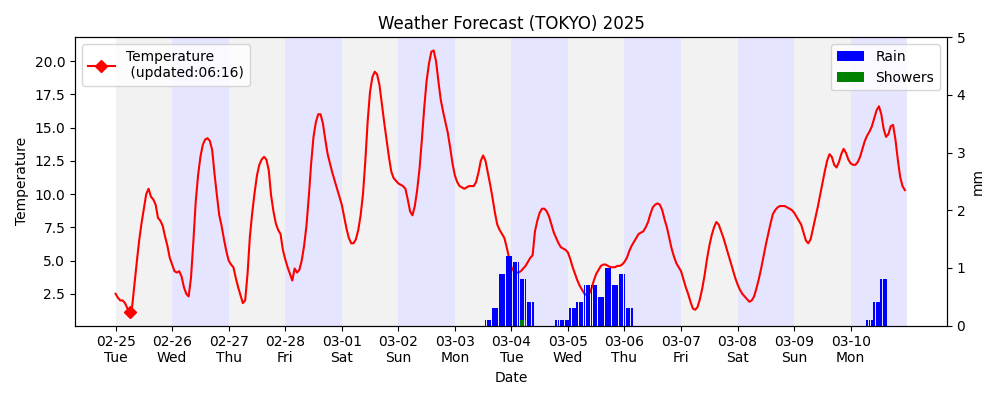 Weather Forecast (TOKYO) 2025
Temperature
(updated:06:16)
Rain
Showers
Temperature
20.0
17.5
15.0
12.5
10.0
7.5
5.0
2.5
5
4
3
2
1
0
mm
02-25 02-26 02-27 02-28 03-01 03-02 03-03 03-04 03-05 03-06 03-07 03-08 03-09 03-10
Tue Wed Thu Fri Sat Sun Mon Tue Wed Thu Fri Sat Sun Mon
Date